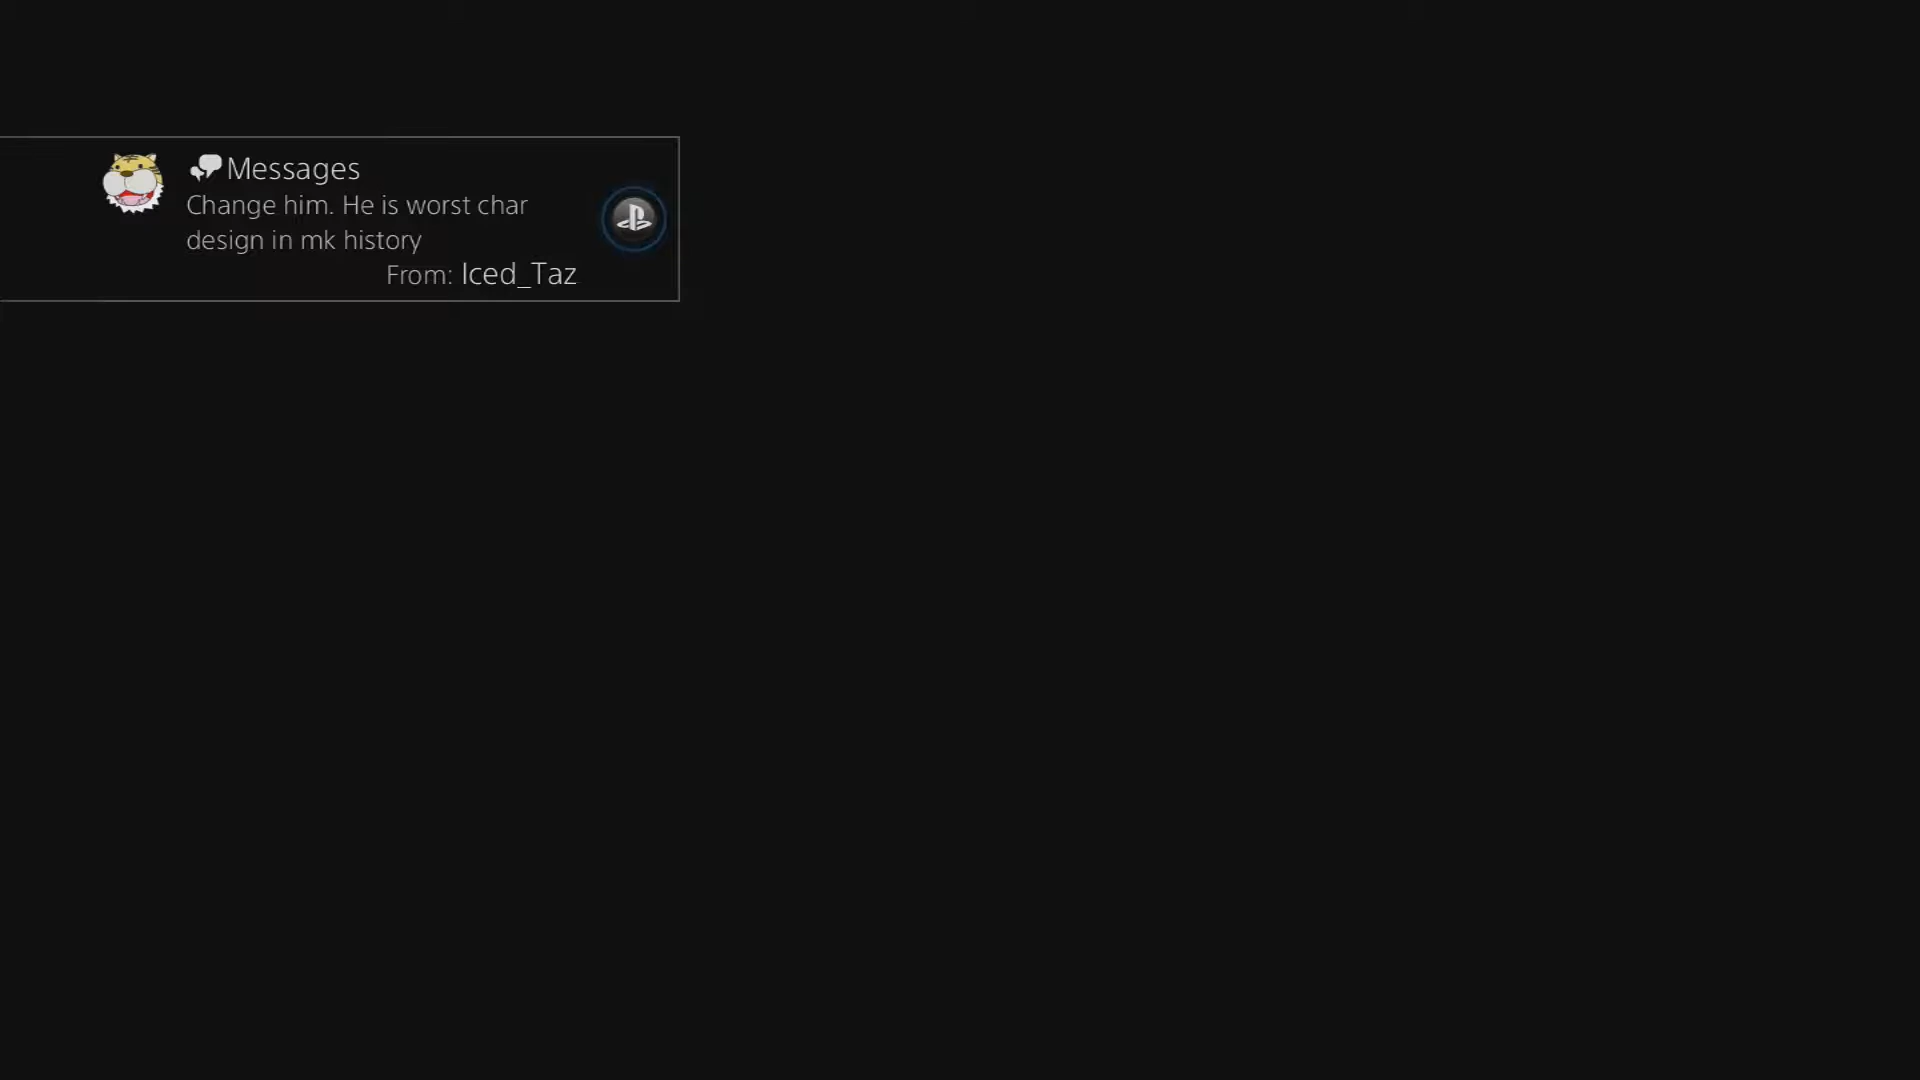 Messages
Change him. He is worst char
design in mk history
From: Iced_Taz